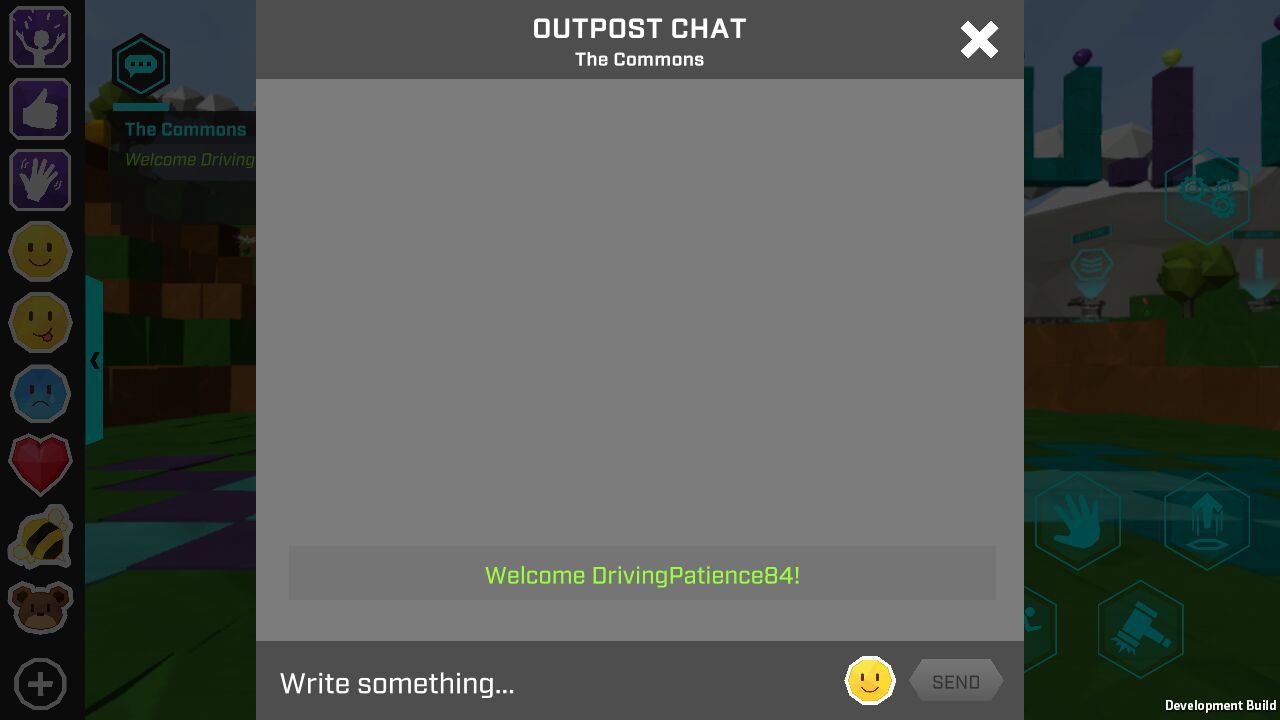 OUTPOST CHAT
The Commons
The Commons
Welcome Driving
Welcome DrivingPatience84!
Write something...
SEND
Development Build